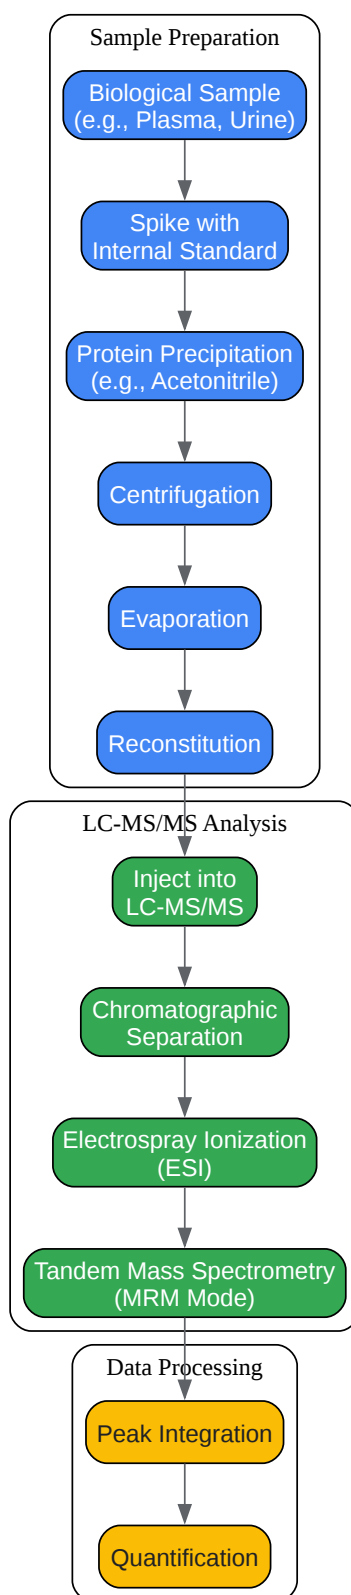 Sample Preparation
Biological Sample
(e.g., Plasma, Urine)
Spike with
Internal Standard
Protein Precipitation
(e.g., Acetonitrile)
Centrifugation
Evaporation
Reconstitution
LC-MS/MS Analysis
Inject into
LC-MS/MS
Chromatographic
Separation
Electrospray Ionization
(ESI)
Tandem Mass Spectrometry
(MRM Mode)
Data Processing
Peak Integration
Quantification